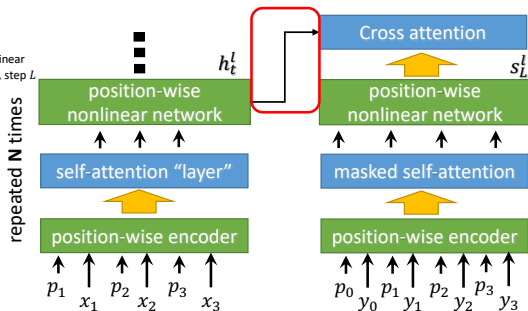 Cross attention
inear
, step L
h_t^l
s_L^l
position-wise
nonlinear network
position-wise
nonlinear network
repeated N times
self-attention "layer"
masked self-attention
position-wise encoder
position-wise encoder
p_1 x_1 p_2 x_2 p_3 x_3
p_0 y_0 p_1 y_1 p_2 y_2 p_3 y_3